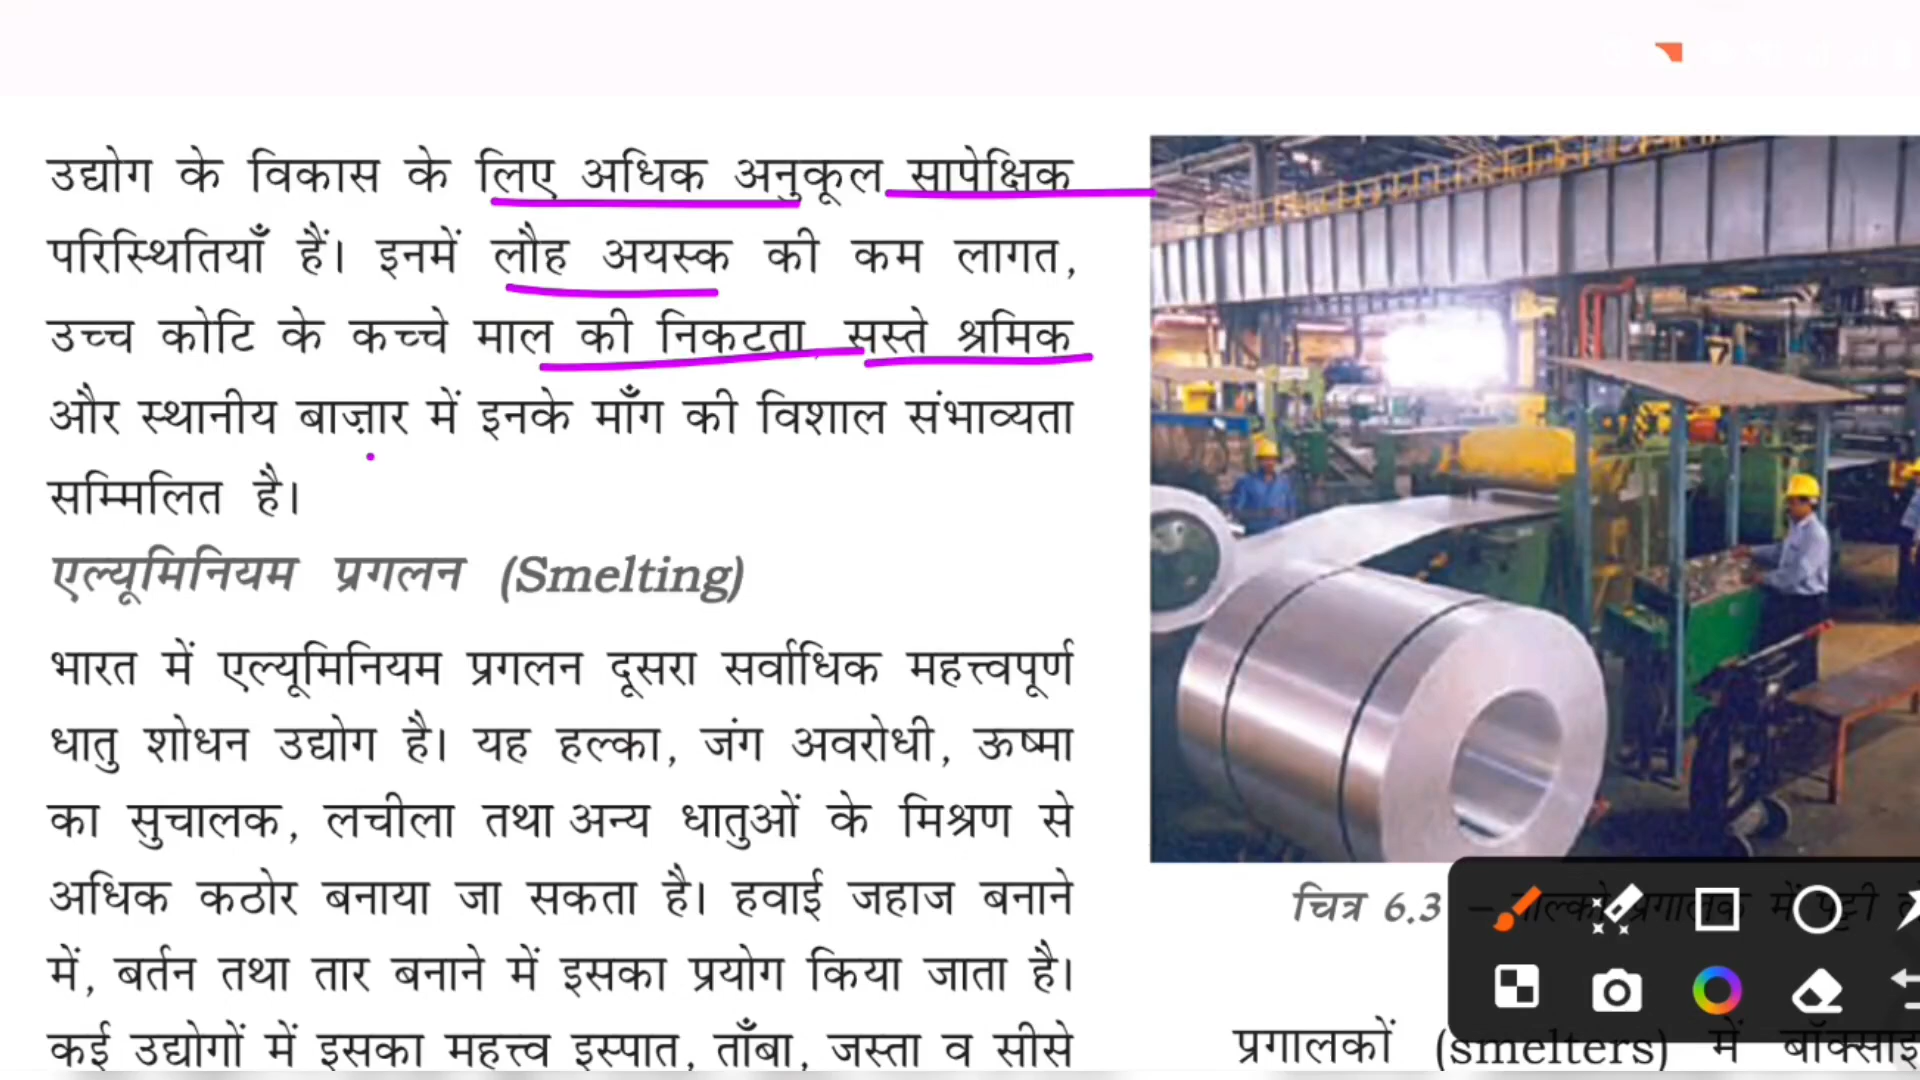 उद्योग के विकास के लिए अधिक अनुकूल सापेक्षिक
परिस्थितियाँ हैं। इनमें लौह अयस्क की कम लागत,
उच्च कोटि के कच्चे माल की निकटता, सस्ते श्रमिक
और स्थानीय बाज़ार में इनके माँग की विशाल संभाव्यता
सम्मिलित है।
एल्यूमिनियम प्रगलन (Smelting)
भारत में एल्यूमिनियम प्रगलन दूसरा सर्वाधिक महत्त्वपूर्ण
धातु शोधन उद्योग है। यह हल्का, जंग अवरोधी, ऊष्मा
का सुचालक, लचीला तथा अन्य धातुओं के मिश्रण से
अधिक कठोर बनाया जा सकता है। हवाई जहाज बनाने
में, बर्तन तथा तार बनाने में इसका प्रयोग किया जाता है।
कई उद्योगों में इसका महत्त्व इस्पात, ताँबा, जस्ता व सीसे
चित्र 6.3 – प्रगालक में पट्टी
प्रगालकों (smelters) में